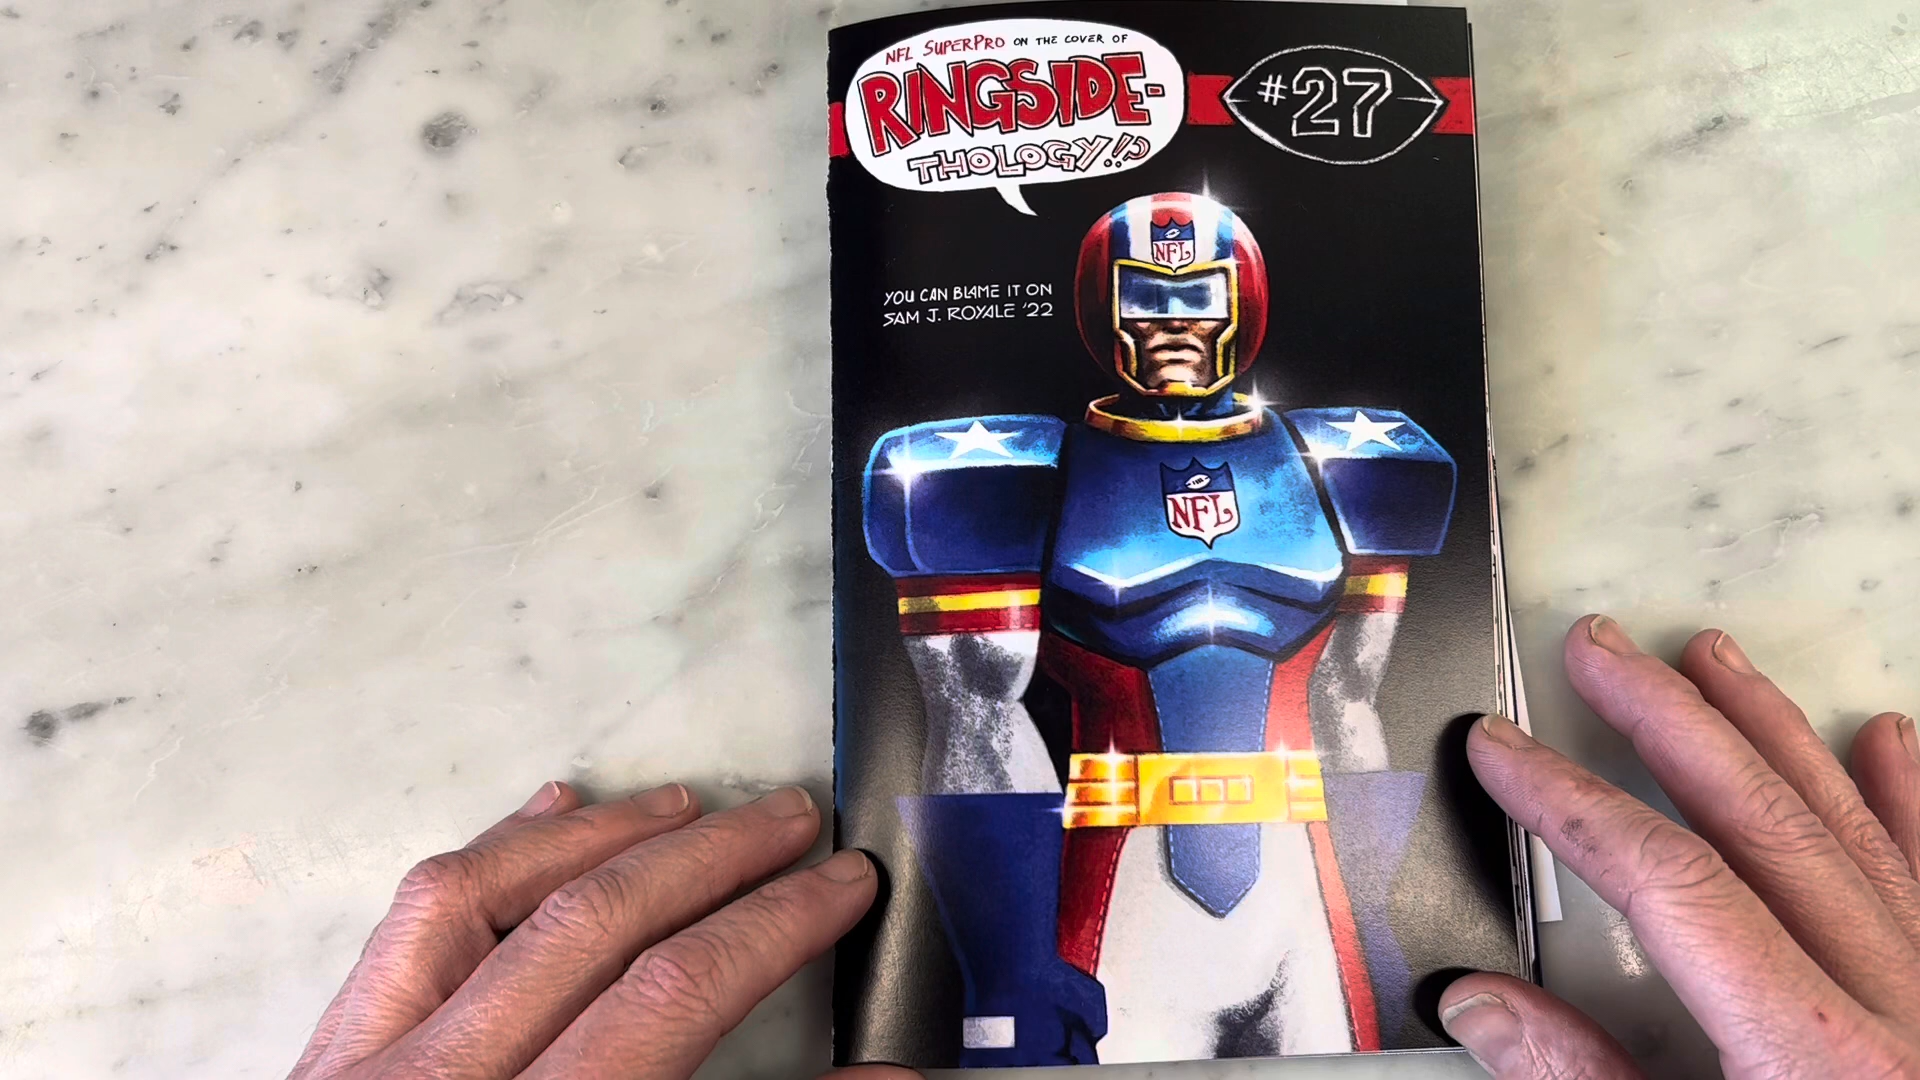 NFL SUPERPRO ON THE COVER OF
RINGSIDE-
THOLOGY!?
#27
NFL
YOU CAN BLAME IT ON
SAM J. ROYALE '22
NFL